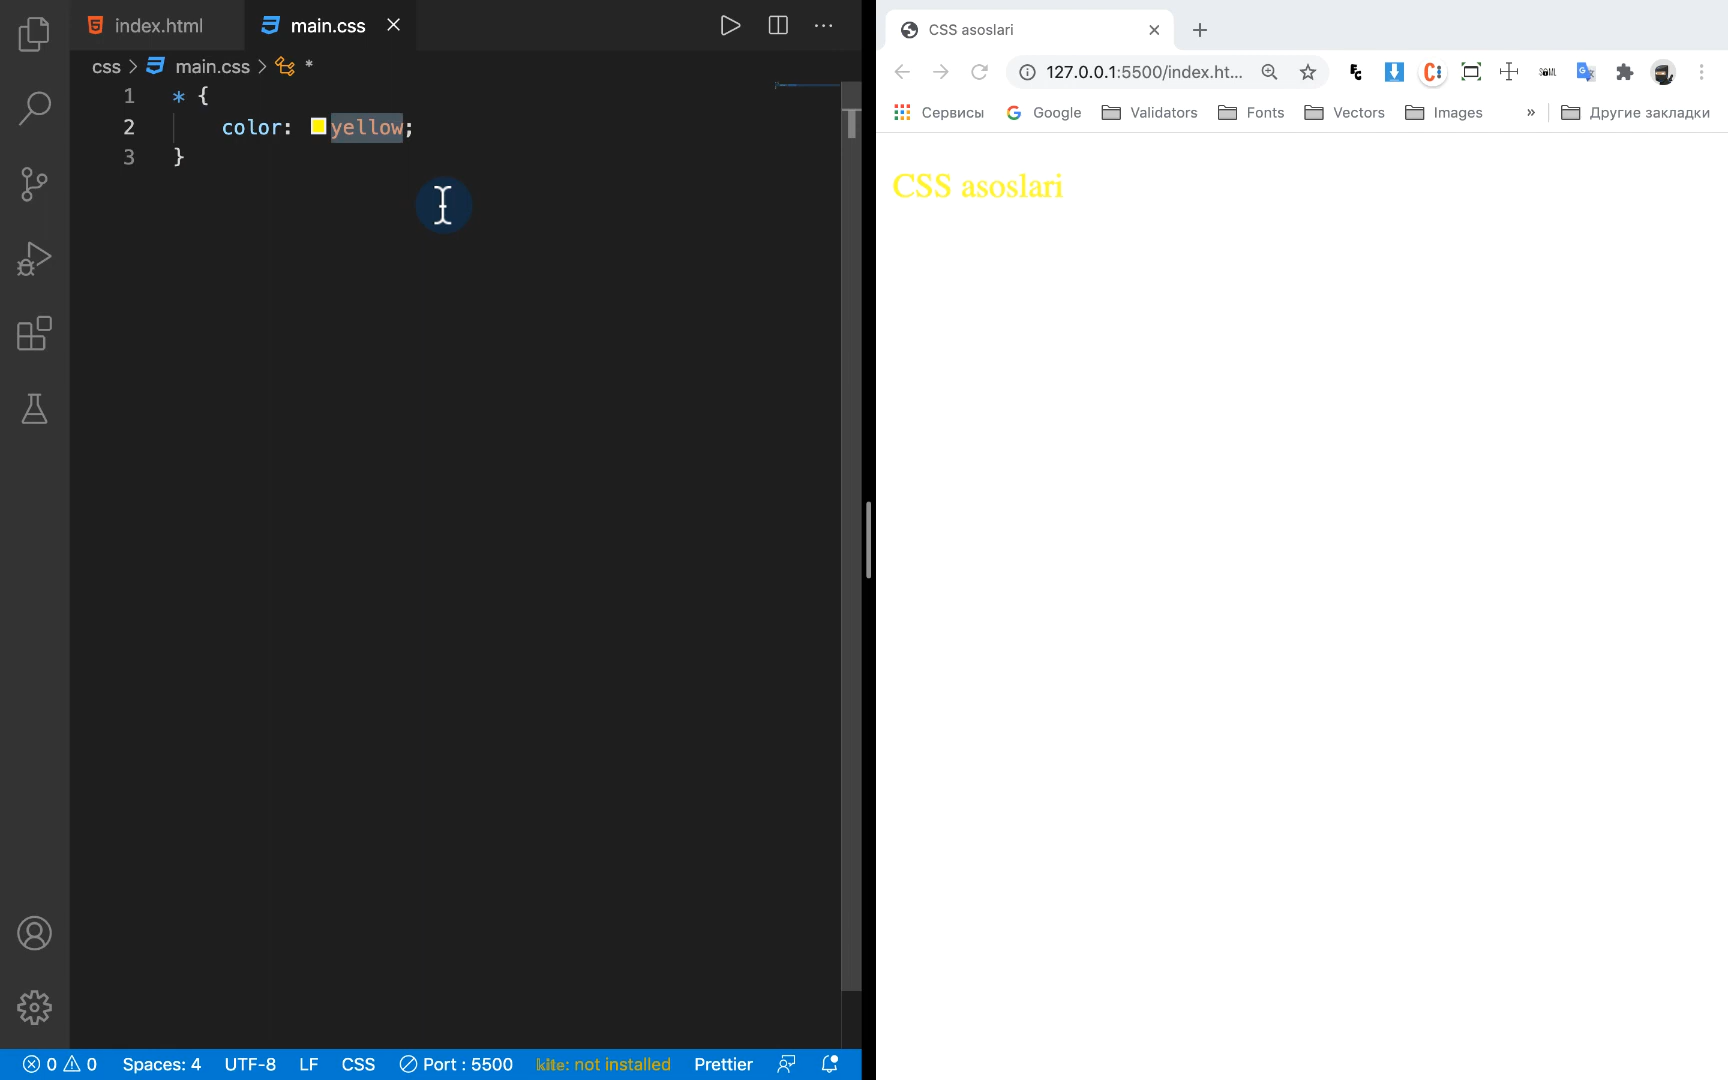 index.html
main.css
css > main.css > *
1 * {
2 color: yellow;
3 }
0 0 Spaces: 4 UTF-8 LF CSS Port : 5500 kite: not installed Prettier
CSS asoslari
127.0.0.1:5500/index.ht...
Сервисы Google Validators Fonts Vectors Images » Другие закладки
CSS asoslari